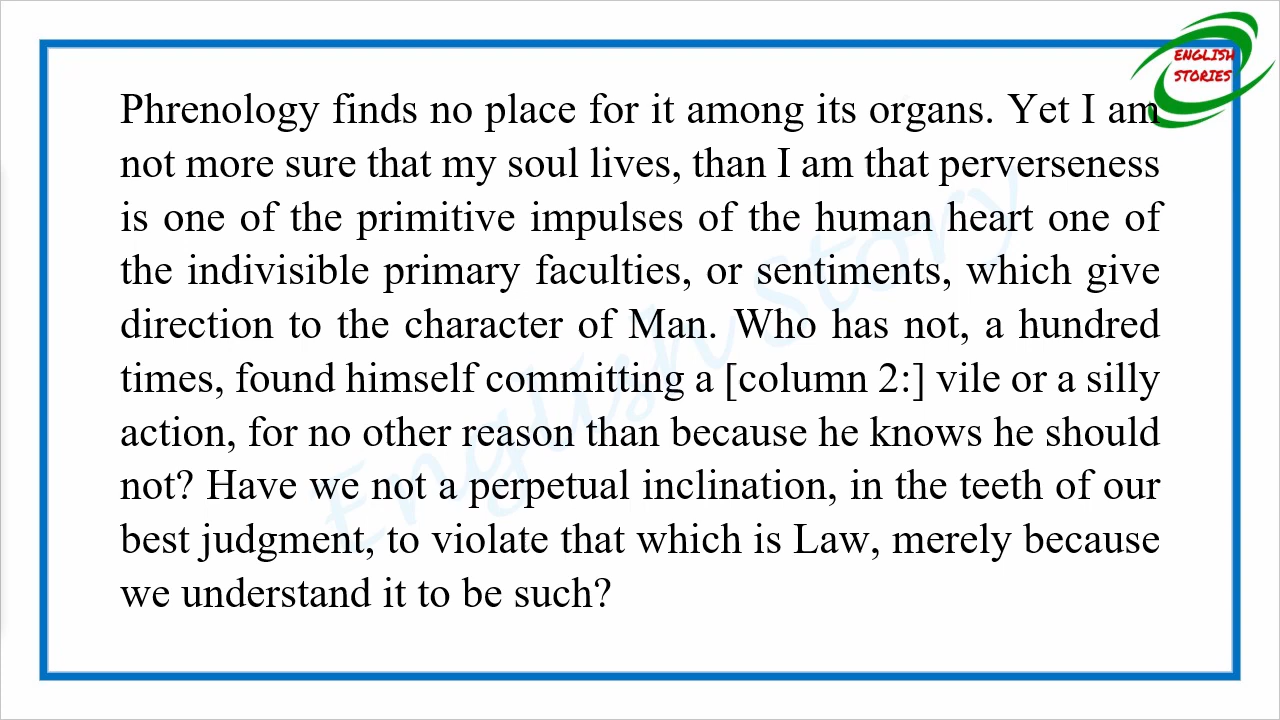 ENGLISH
STORIES
Phrenology finds no place for it among its organs. Yet I am
not more sure that my soul lives, than I am that perverseness
is one of the primitive impulses of the human heart one of
the indivisible primary faculties, or sentiments, which give
direction to the character of Man. Who has not, a hundred
times, found himself committing a [column 2:] vile or a silly
action, for no other reason than because he knows he should
not? Have we not a perpetual inclination, in the teeth of our
best judgment, to violate that which is Law, merely because
we understand it to be such?
English Story